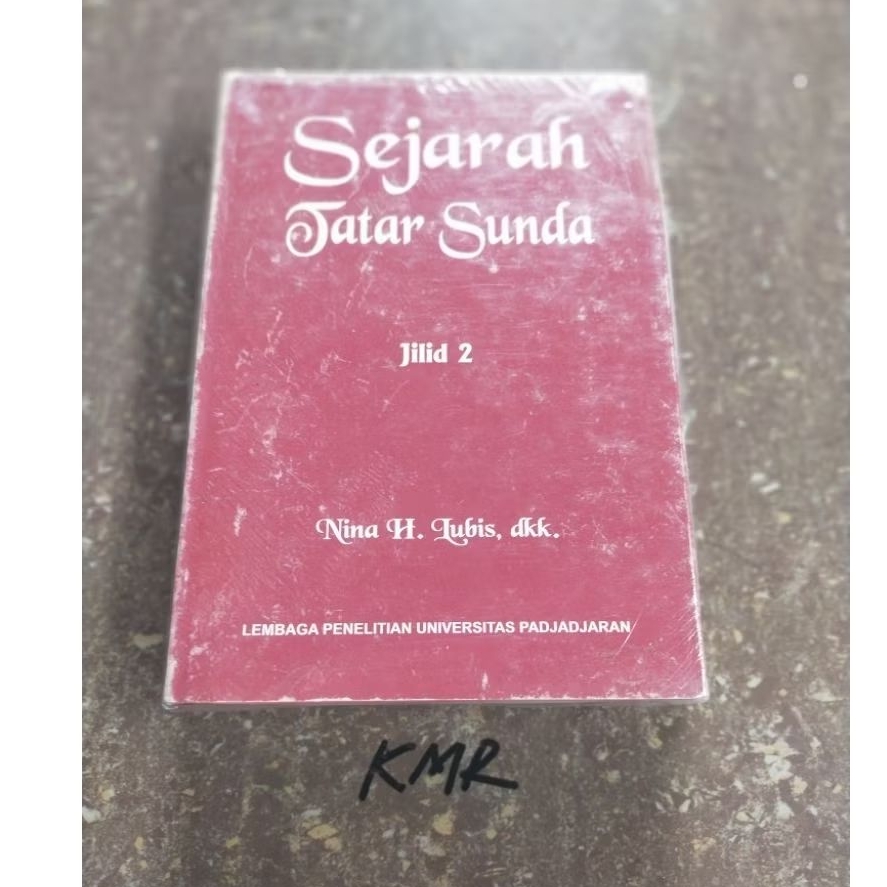 Sejarah
Tatar Sunda
Jilid 2
Nina H. Lubis, dkk.
LEMBAGA PENELITIAN UNIVERSITAS PADJADJARAN
KMR